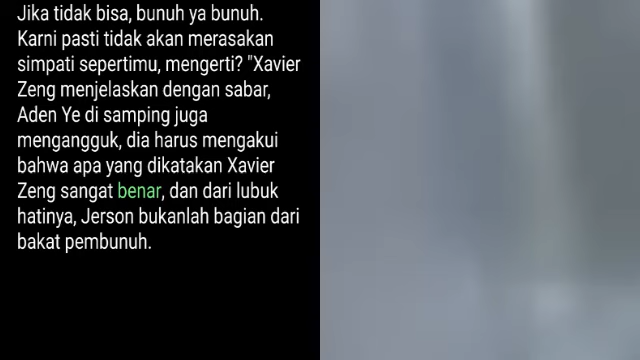 Jika tidak bisa, bunuh ya bunuh.
Karni pasti tidak akan merasakan
simpati sepertimu, mengerti? "Xavier
Zeng menjelaskan dengan sabar,
Aden Ye di samping juga
mengangguk, dia harus mengakui
bahwa apa yang dikatakan Xavier
Zeng sangat benar, dan dari lubuk
hatinya, Jerson bukanlah bagian dari
bakat pembunuh.